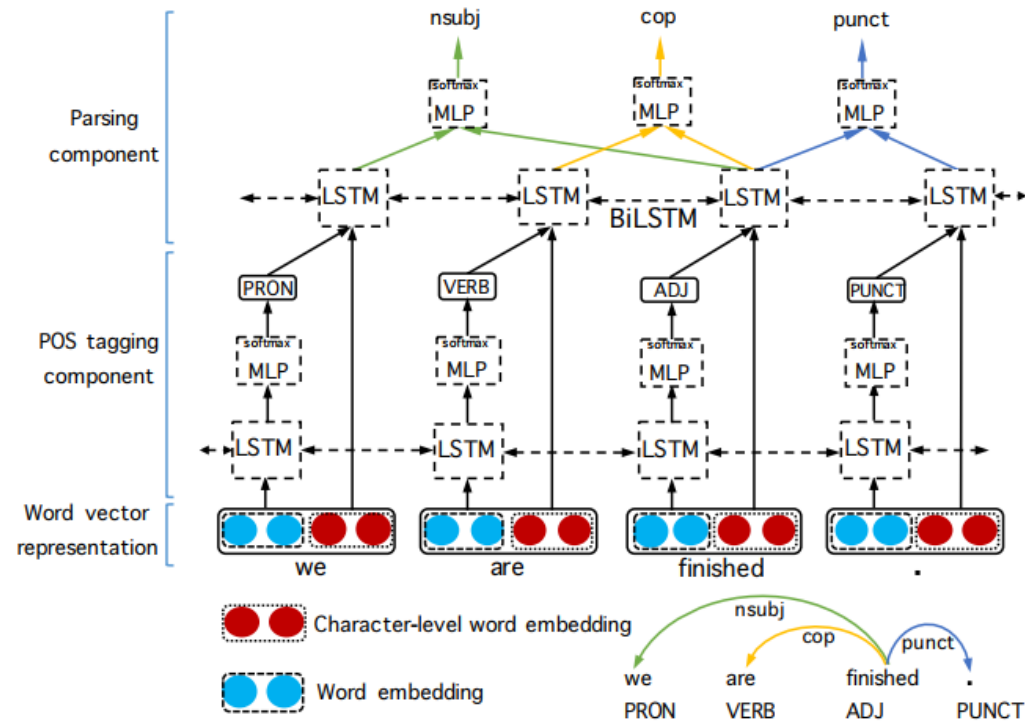 nsubj cop punct
softmax softmax softmax
MLP MLP MLP
Parsing
component
LSTM LSTM LSTM LSTM
BiLSTM
PRON VERB ADJ PUNCT
softmax softmax softmax softmax
MLP MLP MLP MLP
POS tagging
component
LSTM LSTM LSTM LSTM
Word vector
representation
we are finished .
Character-level word embedding
Word embedding
nsubj
cop punct
we are finished .
PRON VERB ADJ PUNCT